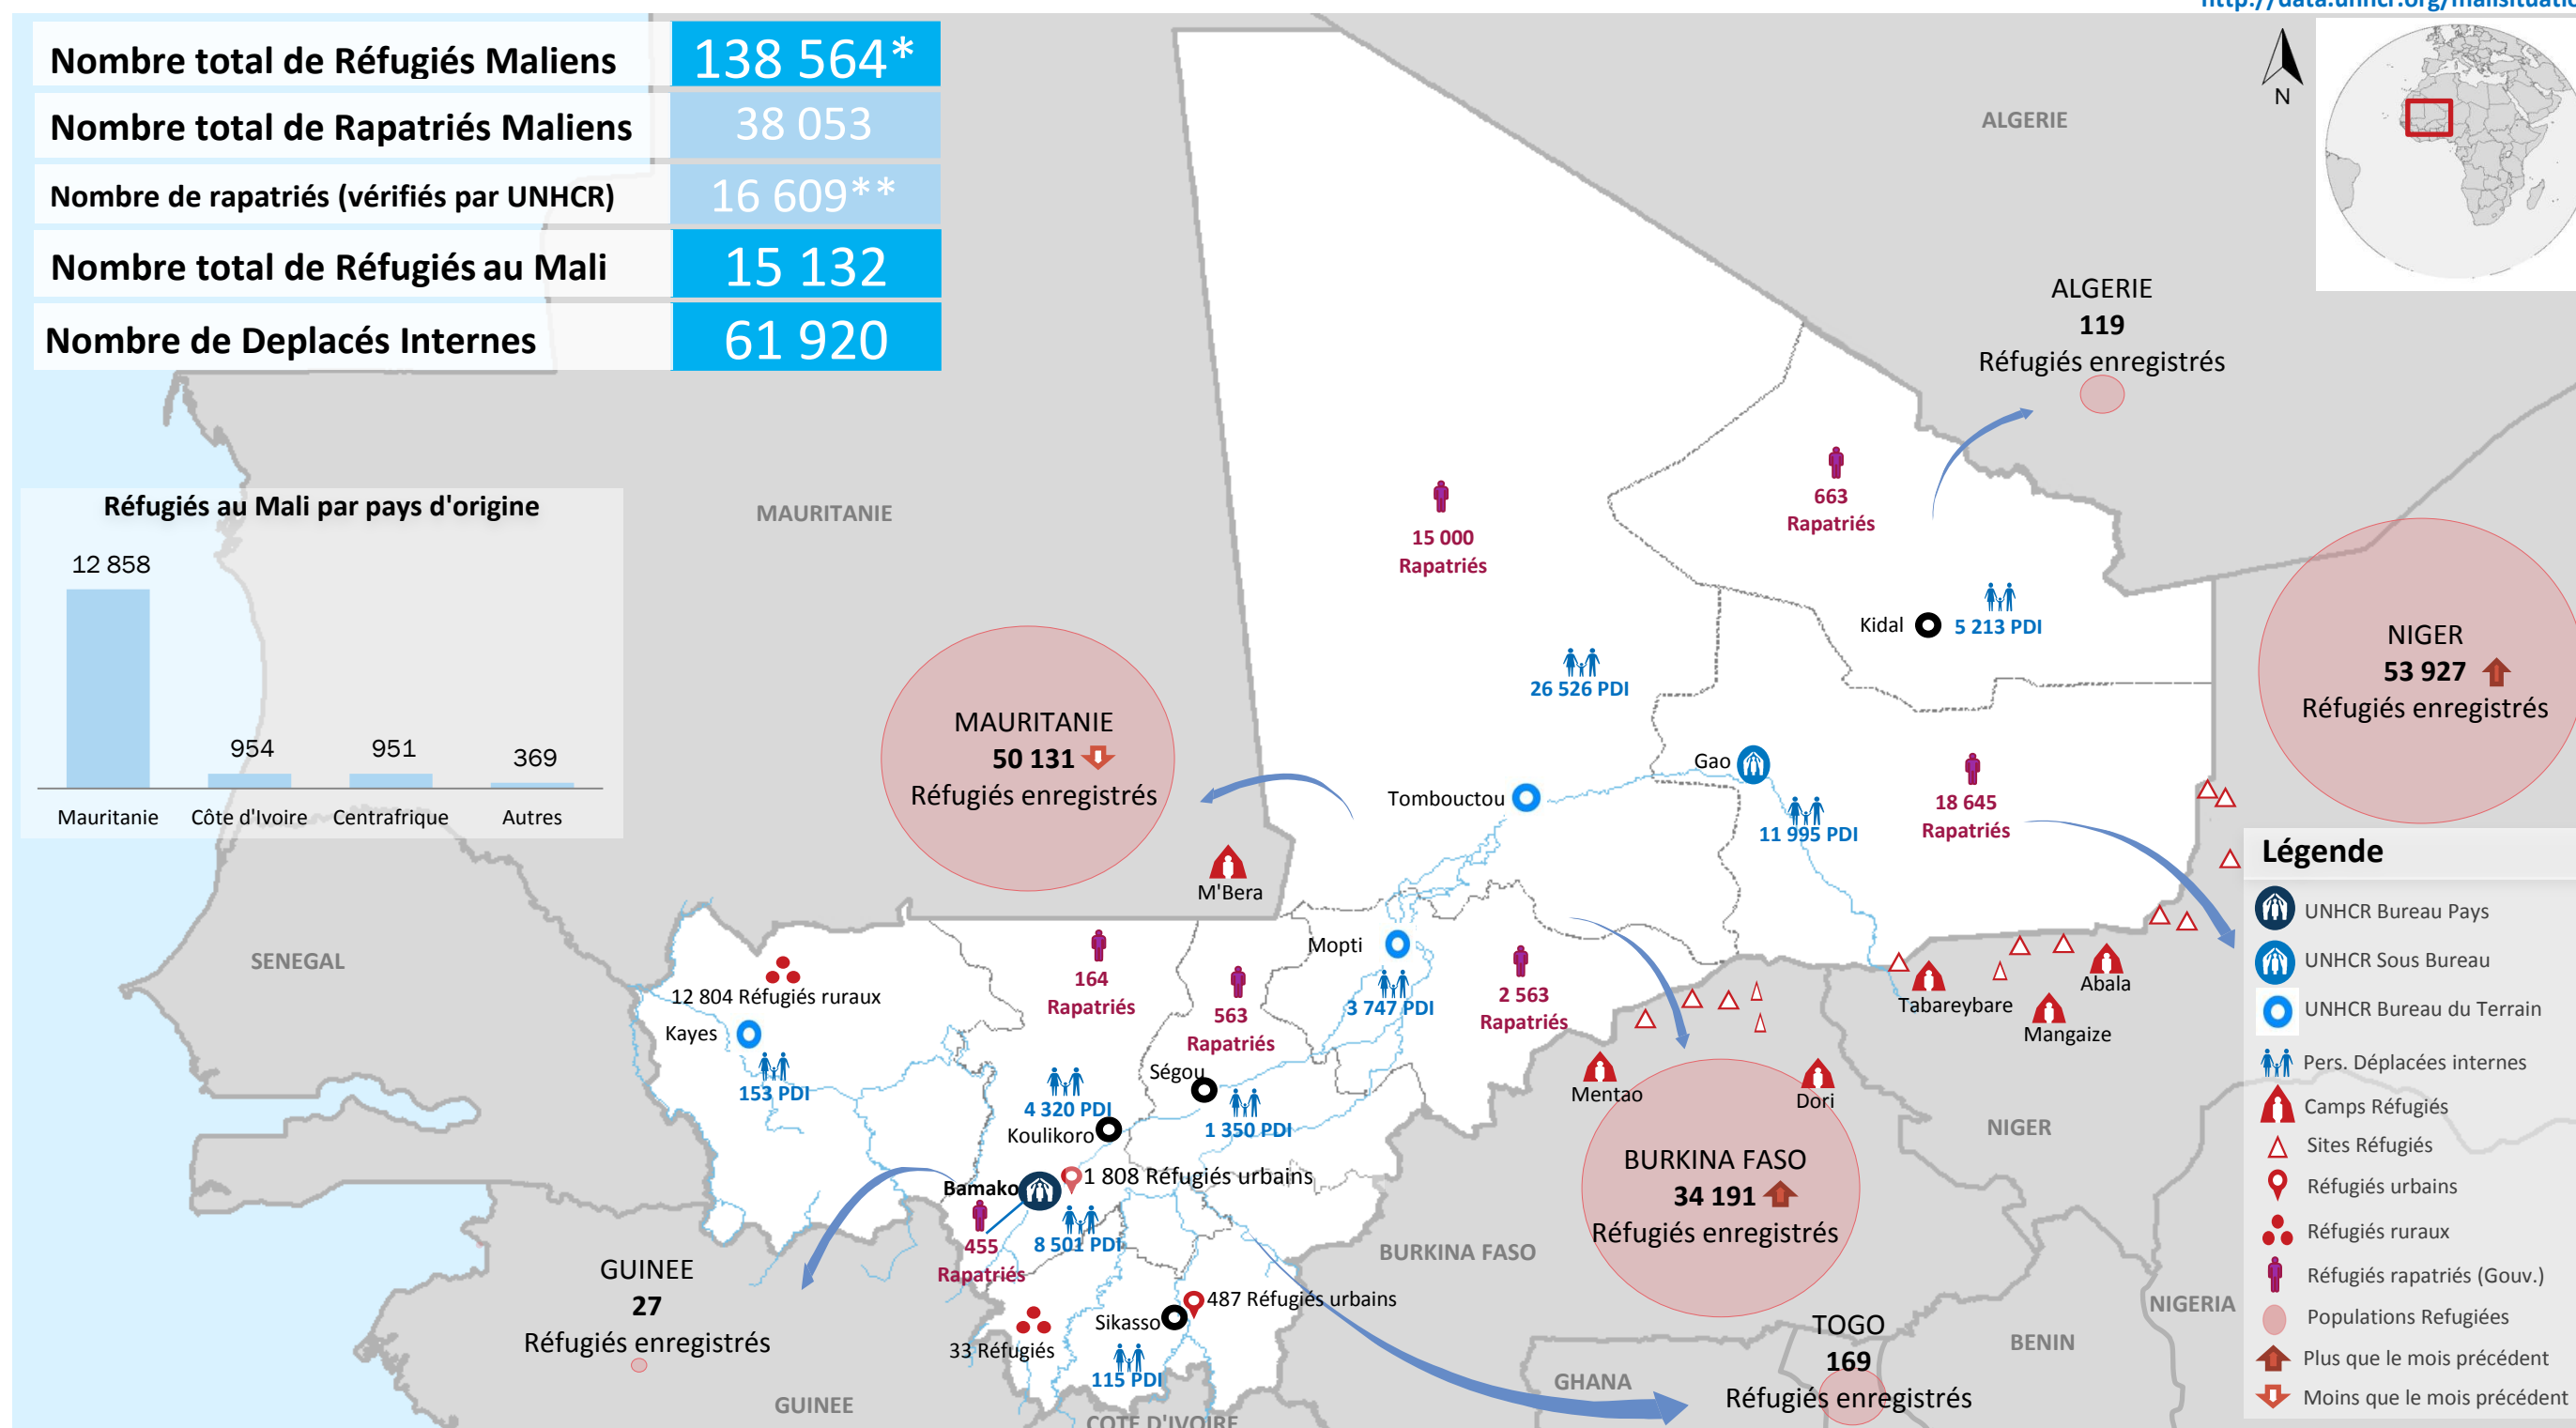 http://data.unhcr.org/malisituatio
Nombre total de Réfugiés Maliens 138 564*
Nombre total de Rapatriés Maliens 38 053
Nombre de rapatriés (vérifiés par UNHCR) 16 609**
Nombre total de Réfugiés au Mali 15 132
Nombre de Deplacés Internes 61 920
N
ALGERIE
ALGERIE
119
Réfugiés enregistrés
Réfugiés au Mali par pays d'origine
12 858
954
951
369
Mauritanie
Côte d'Ivoire
Centrafrique
Autres
MAURITANIE
663
Rapatriés
15 000
Rapatriés
Kidal
5 213 PDI
26 526 PDI
NIGER
53 927
Réfugiés enregistrés
MAURITANIE
50 131
Réfugiés enregistrés
Gao
Tombouctou
18 645
Rapatriés
11 995 PDI
M'Bera
SENEGAL
Mopti
164
Rapatriés
12 804 Réfugiés ruraux
Kayes
153 PDI
563
Rapatriés
3 747 PDI
2 563
Rapatriés
Tabareybare
Abala
Mangaize
Ségou
4 320 PDI
Koulikoro
1 350 PDI
Mentao
Dori
NIGER
BURKINA FASO
34 191
Réfugiés enregistrés
Bamako
1 808 Réfugiés urbains
455
Rapatriés
8 501 PDI
BURKINA FASO
GUINEE
27
Réfugiés enregistrés
487 Réfugiés urbains
Sikasso
33 Réfugiés
115 PDI
NIGERIA
TOGO
169
Réfugiés enregistrés
BENIN
GHANA
GUINEE
COTE D'IVOIRE
Légende
UNHCR Bureau Pays
UNHCR Sous Bureau
UNHCR Bureau du Terrain
Pers. Déplacées internes
Camps Réfugiés
Sites Réfugiés
Réfugiés urbains
Réfugiés ruraux
Réfugiés rapatriés (Gouv.)
Populations Refugiées
Plus que le mois précédent
Moins que le mois précédent